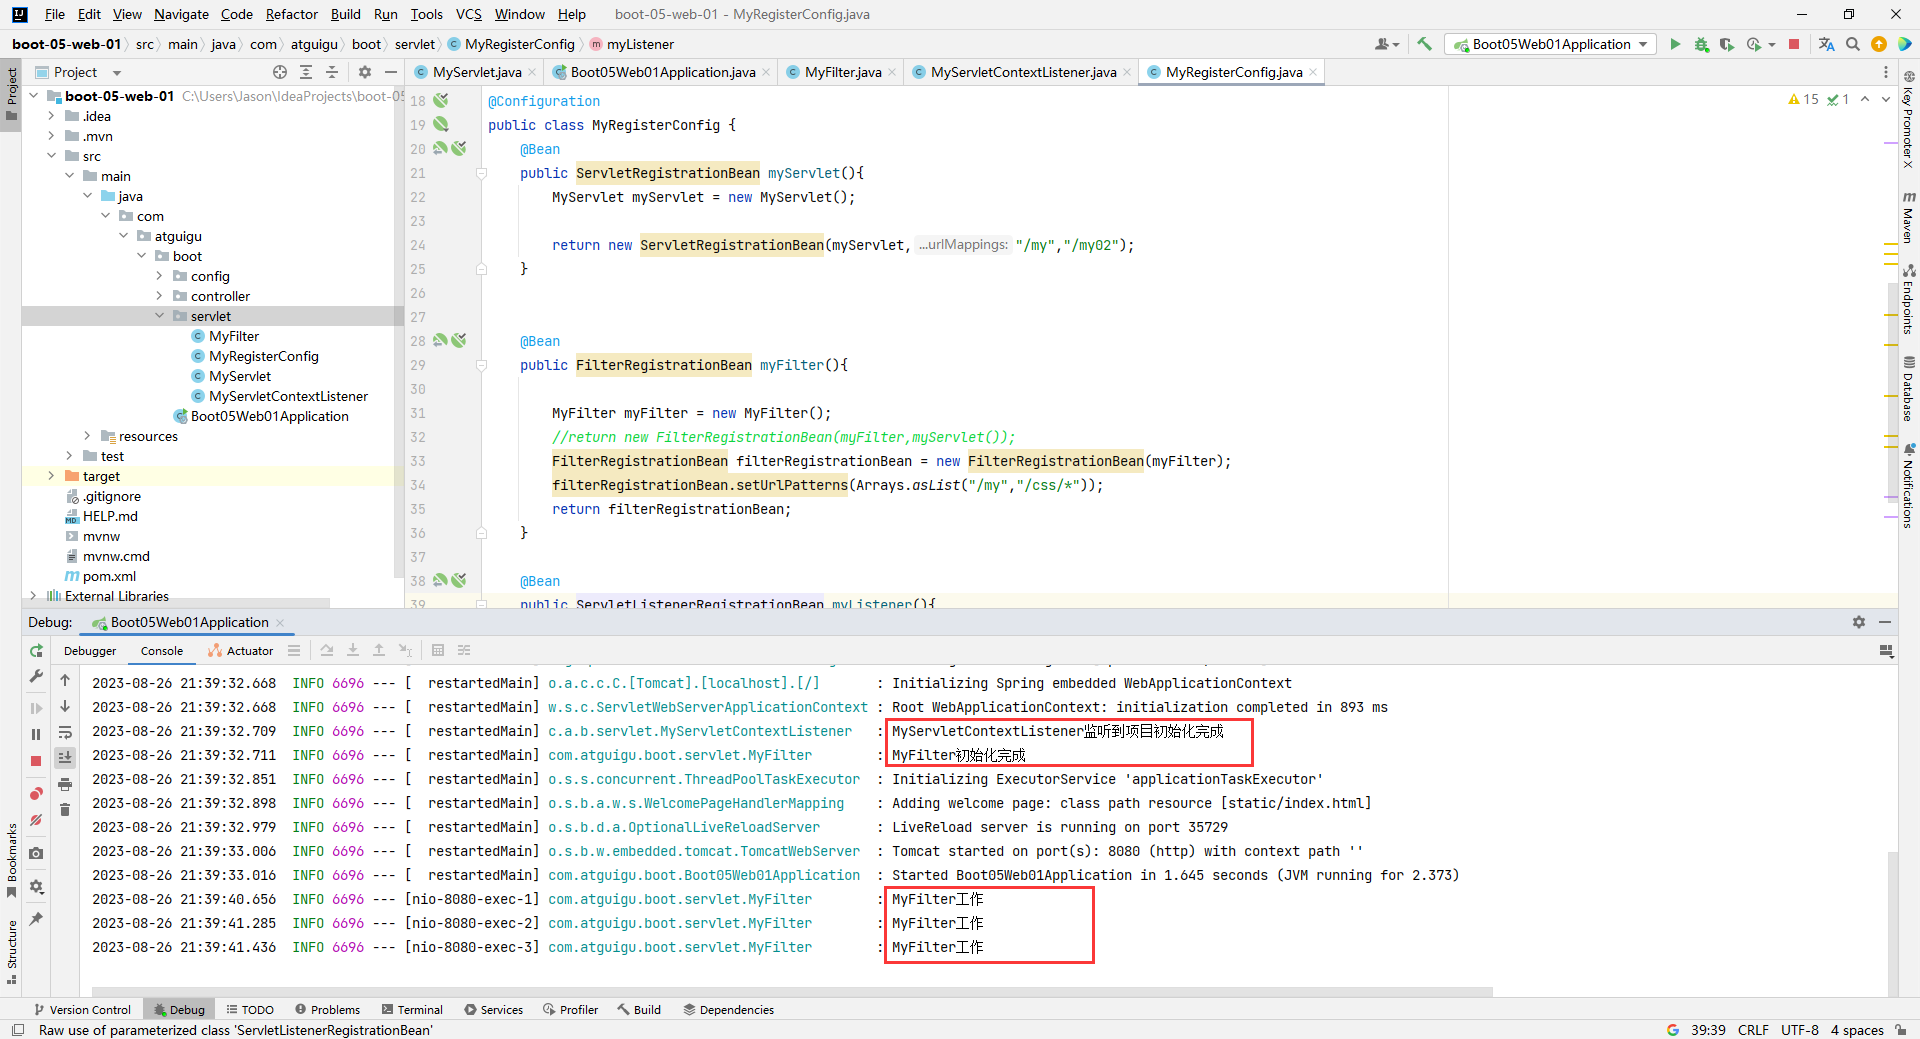 File Edit View Navigate Code Refactor Build Run Tools VCS Window Help boot-05-web-01 - MyRegisterConfig.java
boot-05-web-01 src main java com atguigu boot servlet MyRegisterConfig myListener Boot05Web01Application
Project
Project
MyServlet.java Boot05Web01Application.java MyFilter.java MyServletContextListener.java MyRegisterConfig.java
boot-05-web-01 C:\Users\Jason\IdeaProjects\boot-05
.idea
.mvn
src
main
java
com
atguigu
boot
config
controller
servlet
MyFilter
MyRegisterConfig
MyServlet
MyServletContextListener
Boot05Web01Application
resources
test
target
.gitignore
HELP.md
mvnw
mvnw.cmd
pom.xml
External Libraries
15 1
18 @Configuration
19 public class MyRegisterConfig {
20 @Bean
21 public ServletRegistrationBean myServlet(){
22 MyServlet myServlet = new MyServlet();
23
24 return new ServletRegistrationBean(myServlet, ...urlMappings: "/my","/my02");
25 }
26
27
28 @Bean
29 public FilterRegistrationBean myFilter(){
30
31 MyFilter myFilter = new MyFilter();
32 //return new FilterRegistrationBean(myFilter,myServlet());
33 FilterRegistrationBean filterRegistrationBean = new FilterRegistrationBean(myFilter);
34 filterRegistrationBean.setUrlPatterns(Arrays.asList("/my","/css/*"));
35 return filterRegistrationBean;
36 }
37
38 @Bean
39 public ServletListenerRegistrationBean myListener(){
Key Promoter X
Maven
Endpoints
Database
Notifications
Debug: Boot05Web01Application
Debugger Console Actuator
2023-08-26 21:39:32.668 INFO 6696 --- [ restartedMain] o.a.c.c.C.[Tomcat].[localhost].[/] : Initializing Spring embedded WebApplicationContext
2023-08-26 21:39:32.668 INFO 6696 --- [ restartedMain] w.s.c.ServletWebServerApplicationContext : Root WebApplicationContext: initialization completed in 893 ms
2023-08-26 21:39:32.709 INFO 6696 --- [ restartedMain] c.a.b.servlet.MyServletContextListener : MyServletContextListener监听到项目初始化完成
2023-08-26 21:39:32.711 INFO 6696 --- [ restartedMain] com.atguigu.boot.servlet.MyFilter : MyFilter初始化完成
2023-08-26 21:39:32.851 INFO 6696 --- [ restartedMain] o.s.s.concurrent.ThreadPoolTaskExecutor : Initializing ExecutorService 'applicationTaskExecutor'
2023-08-26 21:39:32.898 INFO 6696 --- [ restartedMain] o.s.b.a.w.s.WelcomePageHandlerMapping : Adding welcome page: class path resource [static/index.html]
2023-08-26 21:39:32.979 INFO 6696 --- [ restartedMain] o.s.b.d.a.OptionalLiveReloadServer : LiveReload server is running on port 35729
2023-08-26 21:39:33.006 INFO 6696 --- [ restartedMain] o.s.b.w.embedded.tomcat.TomcatWebServer : Tomcat started on port(s): 8080 (http) with context path ''
2023-08-26 21:39:33.016 INFO 6696 --- [ restartedMain] com.atguigu.boot.Boot05Web01Application : Started Boot05Web01Application in 1.645 seconds (JVM running for 2.373)
2023-08-26 21:39:40.656 INFO 6696 --- [nio-8080-exec-1] com.atguigu.boot.servlet.MyFilter : MyFilter工作
2023-08-26 21:39:41.285 INFO 6696 --- [nio-8080-exec-2] com.atguigu.boot.servlet.MyFilter : MyFilter工作
2023-08-26 21:39:41.436 INFO 6696 --- [nio-8080-exec-3] com.atguigu.boot.servlet.MyFilter : MyFilter工作
Bookmarks
Structure
Version Control Debug TODO Problems Terminal Services Profiler Build Dependencies
Raw use of parameterized class 'ServletListenerRegistrationBean' 39:39 CRLF UTF-8 4 spaces